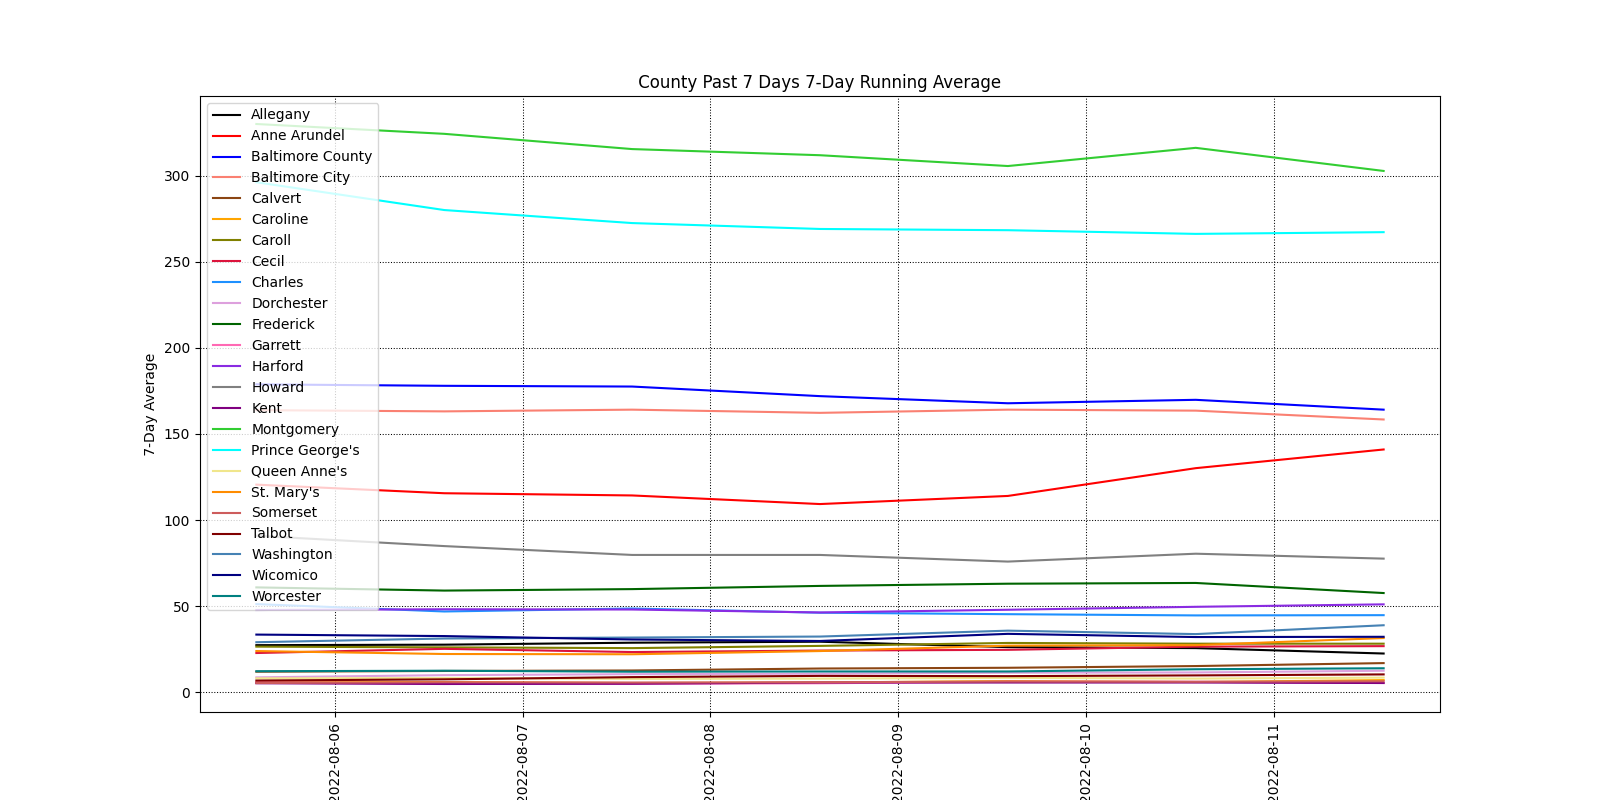 County Past 7 Days 7-Day Running Average
Allegany
Anne Arundel
Baltimore County
Baltimore City
Calvert
Caroline
Caroll
Cecil
Charles
Dorchester
Frederick
Garrett
Harford
Howard
Kent
Montgomery
Prince George's
Queen Anne's
St. Mary's
Somerset
Talbot
Washington
Wicomico
Worcester
7-Day Average
300
250
200
150
100
50
0
2022-08-06
2022-08-07
2022-08-08
2022-08-09
2022-08-10
2022-08-11